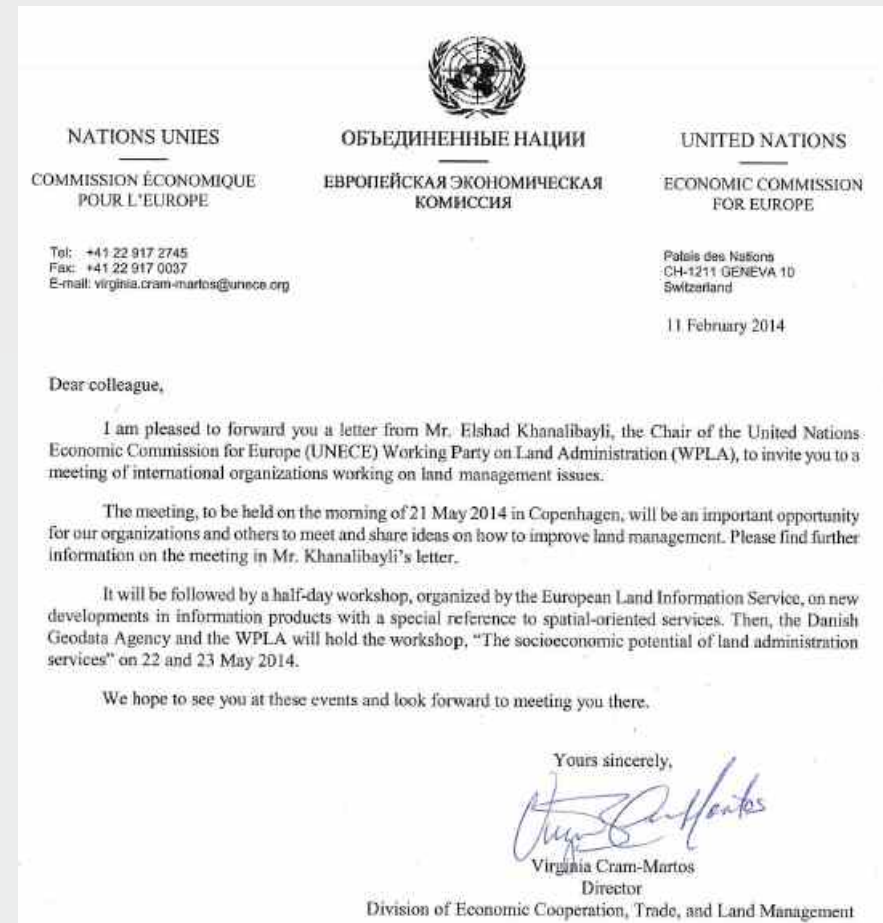 NATIONS UNIES
COMMISSION ÉCONOMIQUE
POUR L'EUROPE
ОБЪЕДИНЕННЫЕ НАЦИИ
ЕВРОПЕЙСКАЯ ЭКОНОМИЧЕСКАЯ
КОМИССИЯ
UNITED NATIONS
ECONOMIC COMMISSION
FOR EUROPE
Tel: +41 22 917 2745
Fax: +41 22 917 0037
E-mail: virginia.cram-martos@unece.org
Palais des Nations
CH-1211 GENEVA 10
Switzerland
11 February 2014
Dear colleague,
I am pleased to forward you a letter from Mr. Elshad Khanalibayli, the Chair of the United Nations
Economic Commission for Europe (UNECE) Working Party on Land Administration (WPLA), to invite you to a
meeting of international organizations working on land management issues.
The meeting, to be held on the morning of 21 May 2014 in Copenhagen, will be an important opportunity
for our organizations and others to meet and share ideas on how to improve land management. Please find further
information on the meeting in Mr. Khanalibayli's letter.
It will be followed by a half-day workshop, organized by the European Land Information Service, on new
developments in information products with a special reference to spatial-oriented services. Then, the Danish
Geodata Agency and the WPLA will hold the workshop, "The socioeconomic potential of land administration
services" on 22 and 23 May 2014.
We hope to see you at these events and look forward to meeting you there.
Yours sincerely,
Virginia Cram-Martos
Director
Division of Economic Cooperation, Trade, and Land Management